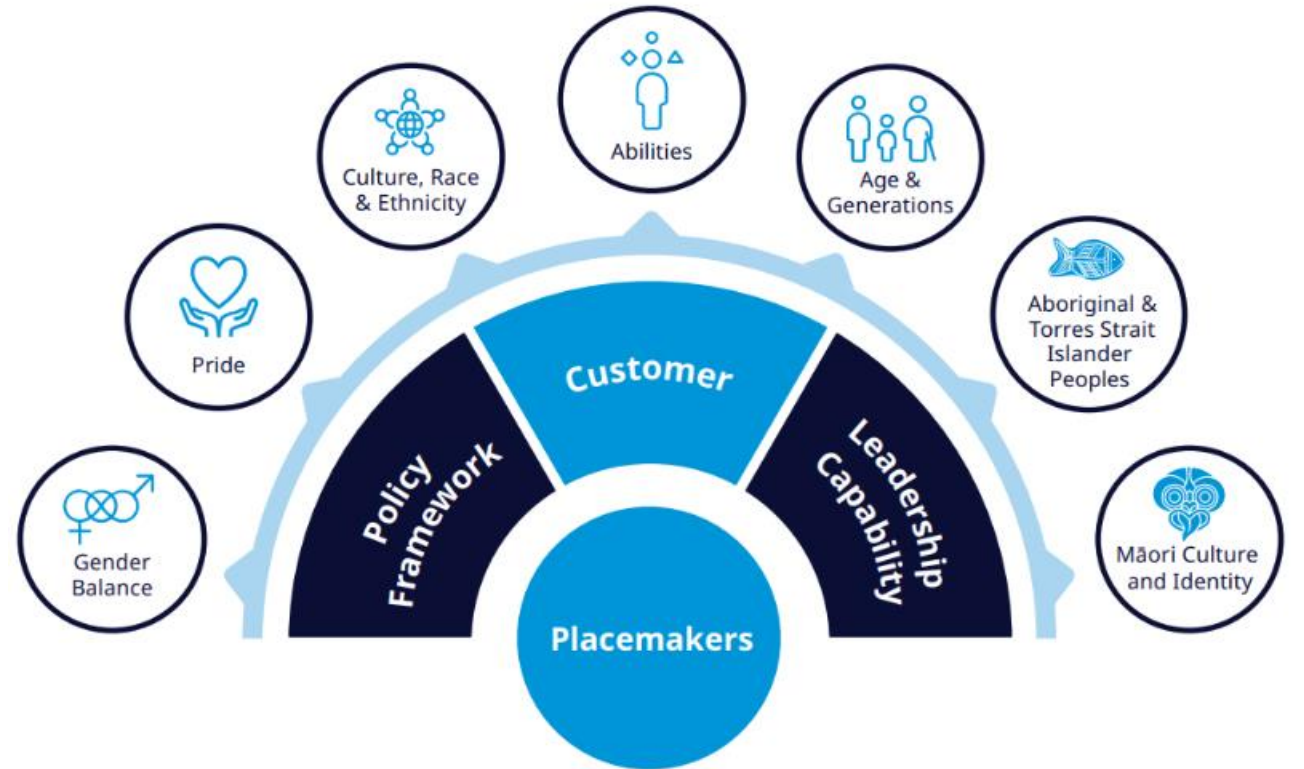 Abilities
Culture, Race
& Ethnicity
Age &
Generations
Pride
Aboriginal &
Torres Strait
Islander
Peoples
Gender
Balance
Māori Culture
and Identity
Policy
Framework
Customer
Leadership
Capability
Placemakers